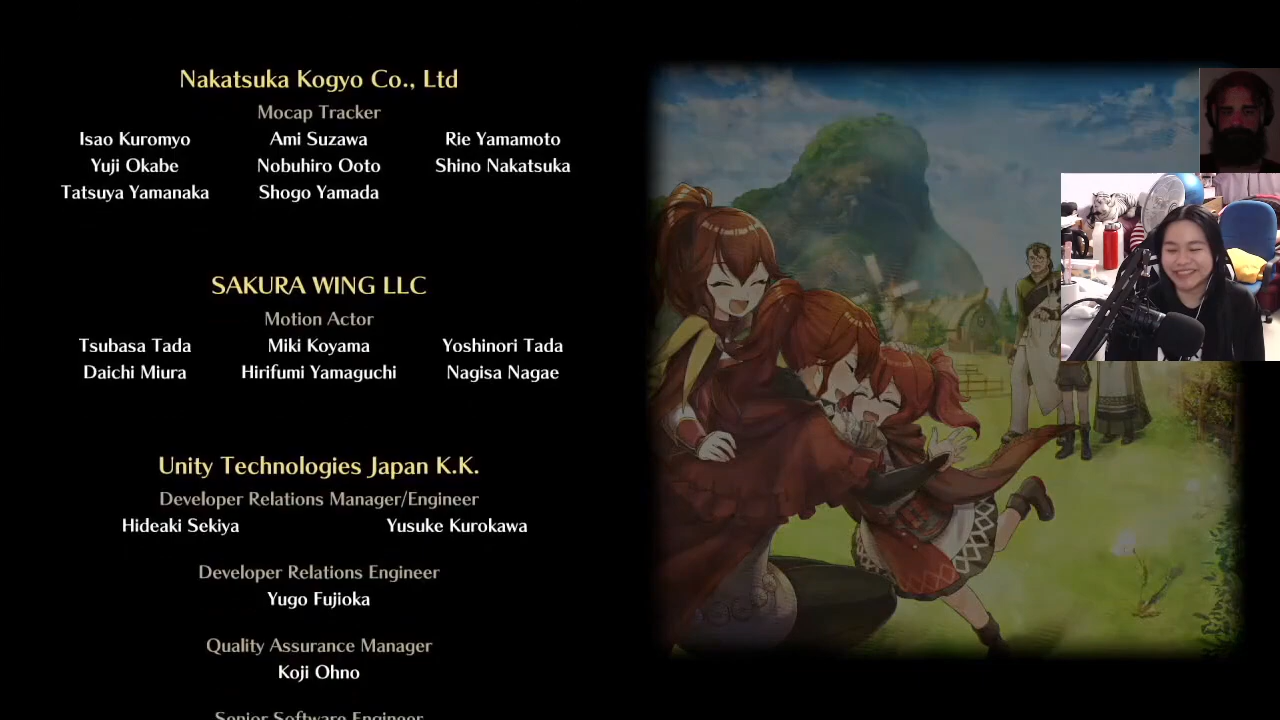 Nakatsuka Kogyo Co., Ltd
Mocap Tracker
Isao Kuromyo Ami Suzawa Rie Yamamoto
Yuji Okabe Nobuhiro Ooto Shino Nakatsuka
Tatsuya Yamanaka Shogo Yamada
SAKURA WING LLC
Motion Actor
Tsubasa Tada Miki Koyama Yoshinori Tada
Daichi Miura Hirifumi Yamaguchi Nagisa Nagae
Unity Technologies Japan K.K.
Developer Relations Manager/Engineer
Hideaki Sekiya Yusuke Kurokawa
Developer Relations Engineer
Yugo Fujioka
Quality Assurance Manager
Koji Ohno
Senior Software Engineer